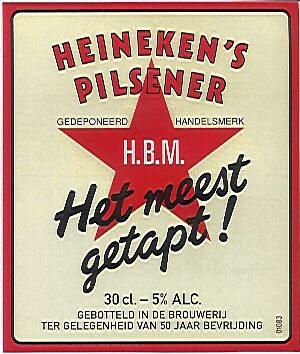 HEINEKEN'S
PILSENER
GEDEPONEERD HANDELSMERK
H.B.M.
Het meest
getapt!
30 cl. – 5% ALC.
GEBOTTELD IN DE BROUWERIJ
TER GELEGENHEID VAN 50 JAAR BEVRIJDING
01083